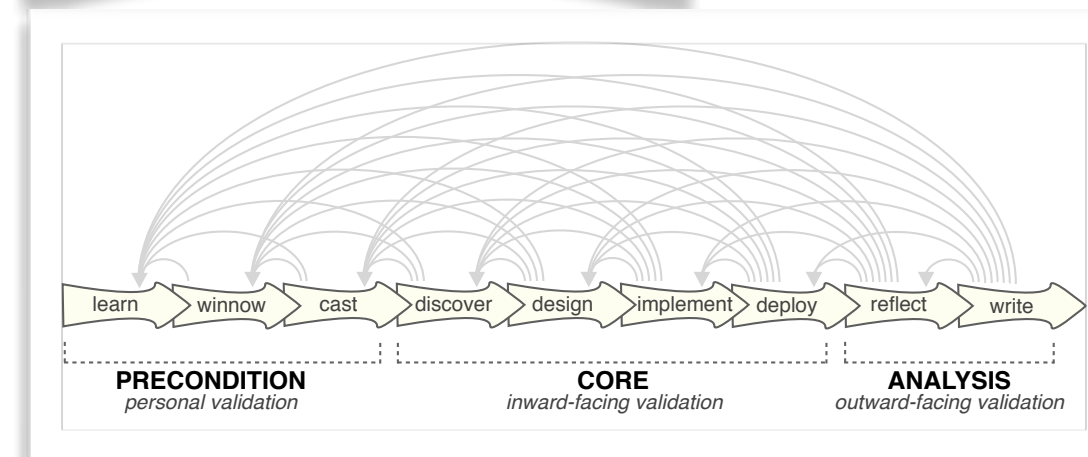 learn winnow cast discover design implement deploy reflect write
PRECONDITION CORE ANALYSIS
personal validation inward-facing validation outward-facing validation